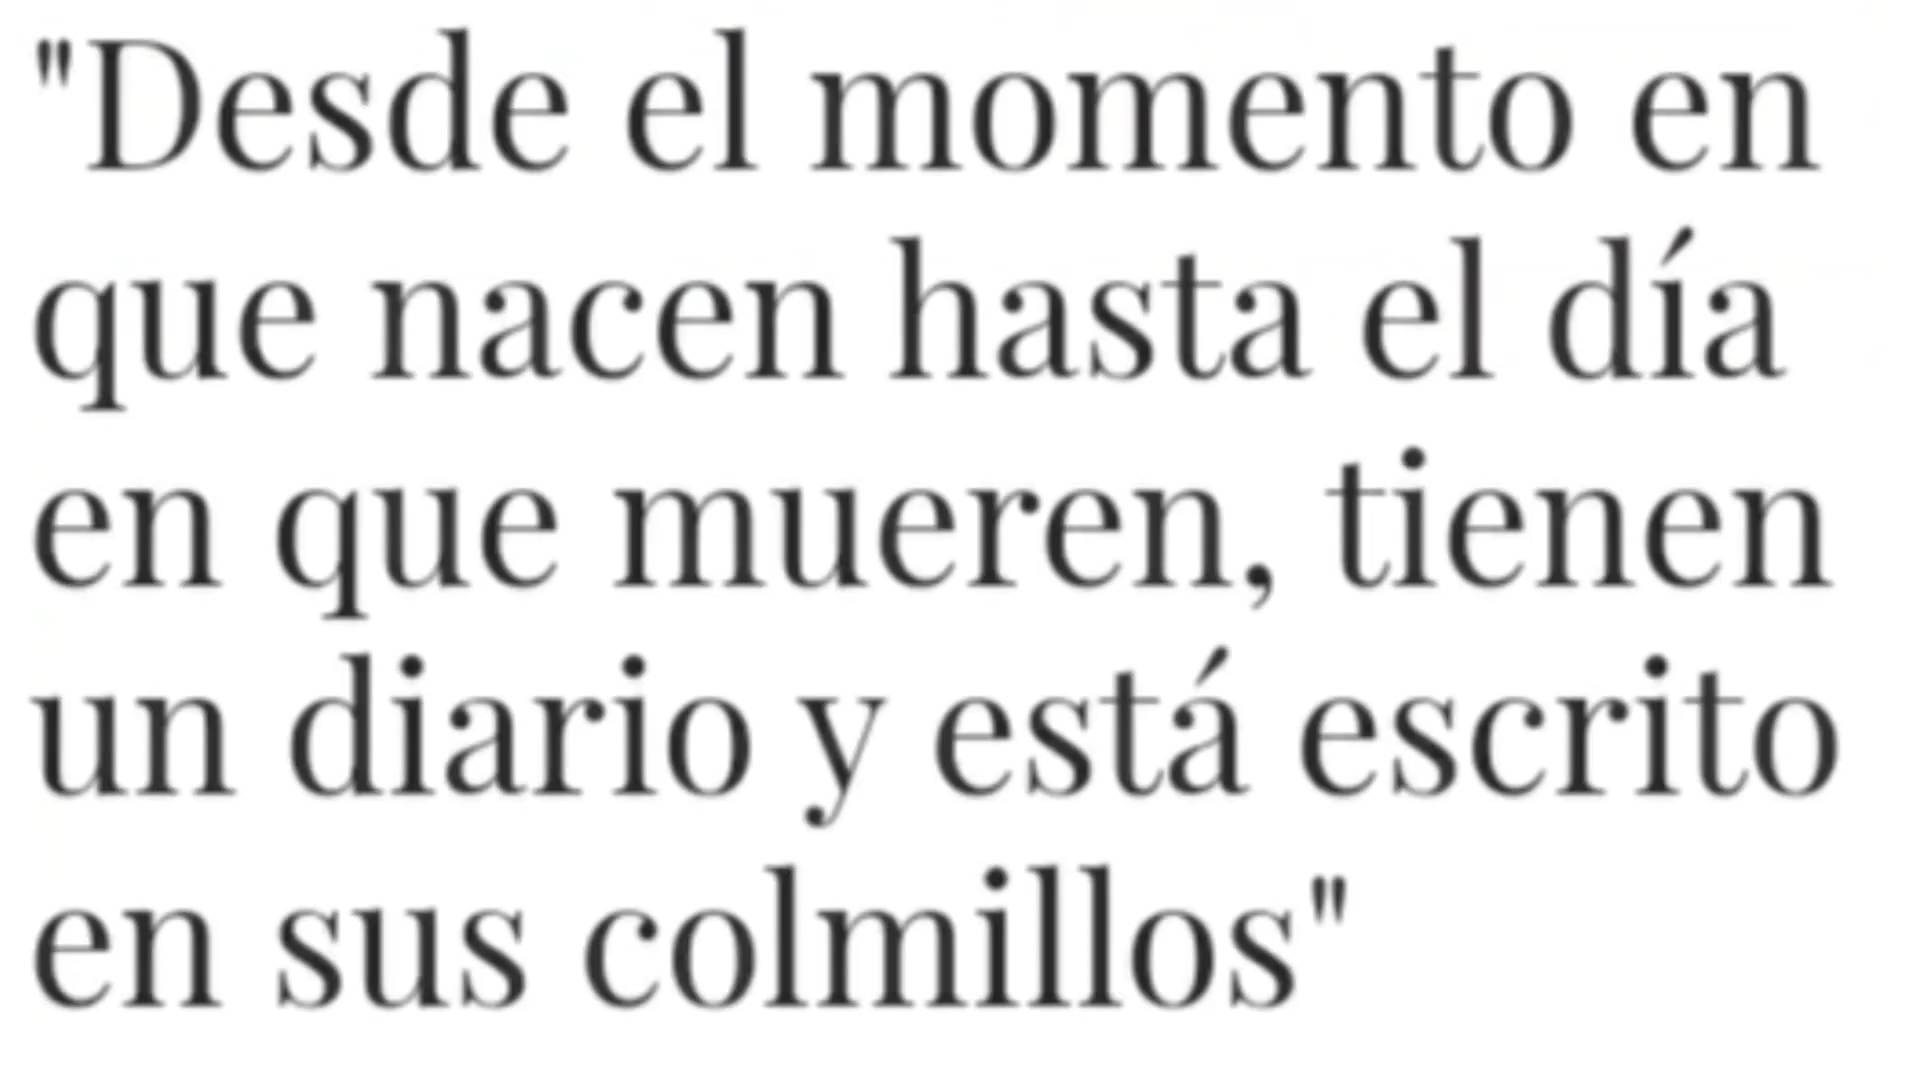 "Desde el momento en
que nacen hasta el día
en que mueren, tienen
un diario y está escrito
en sus colmillos"